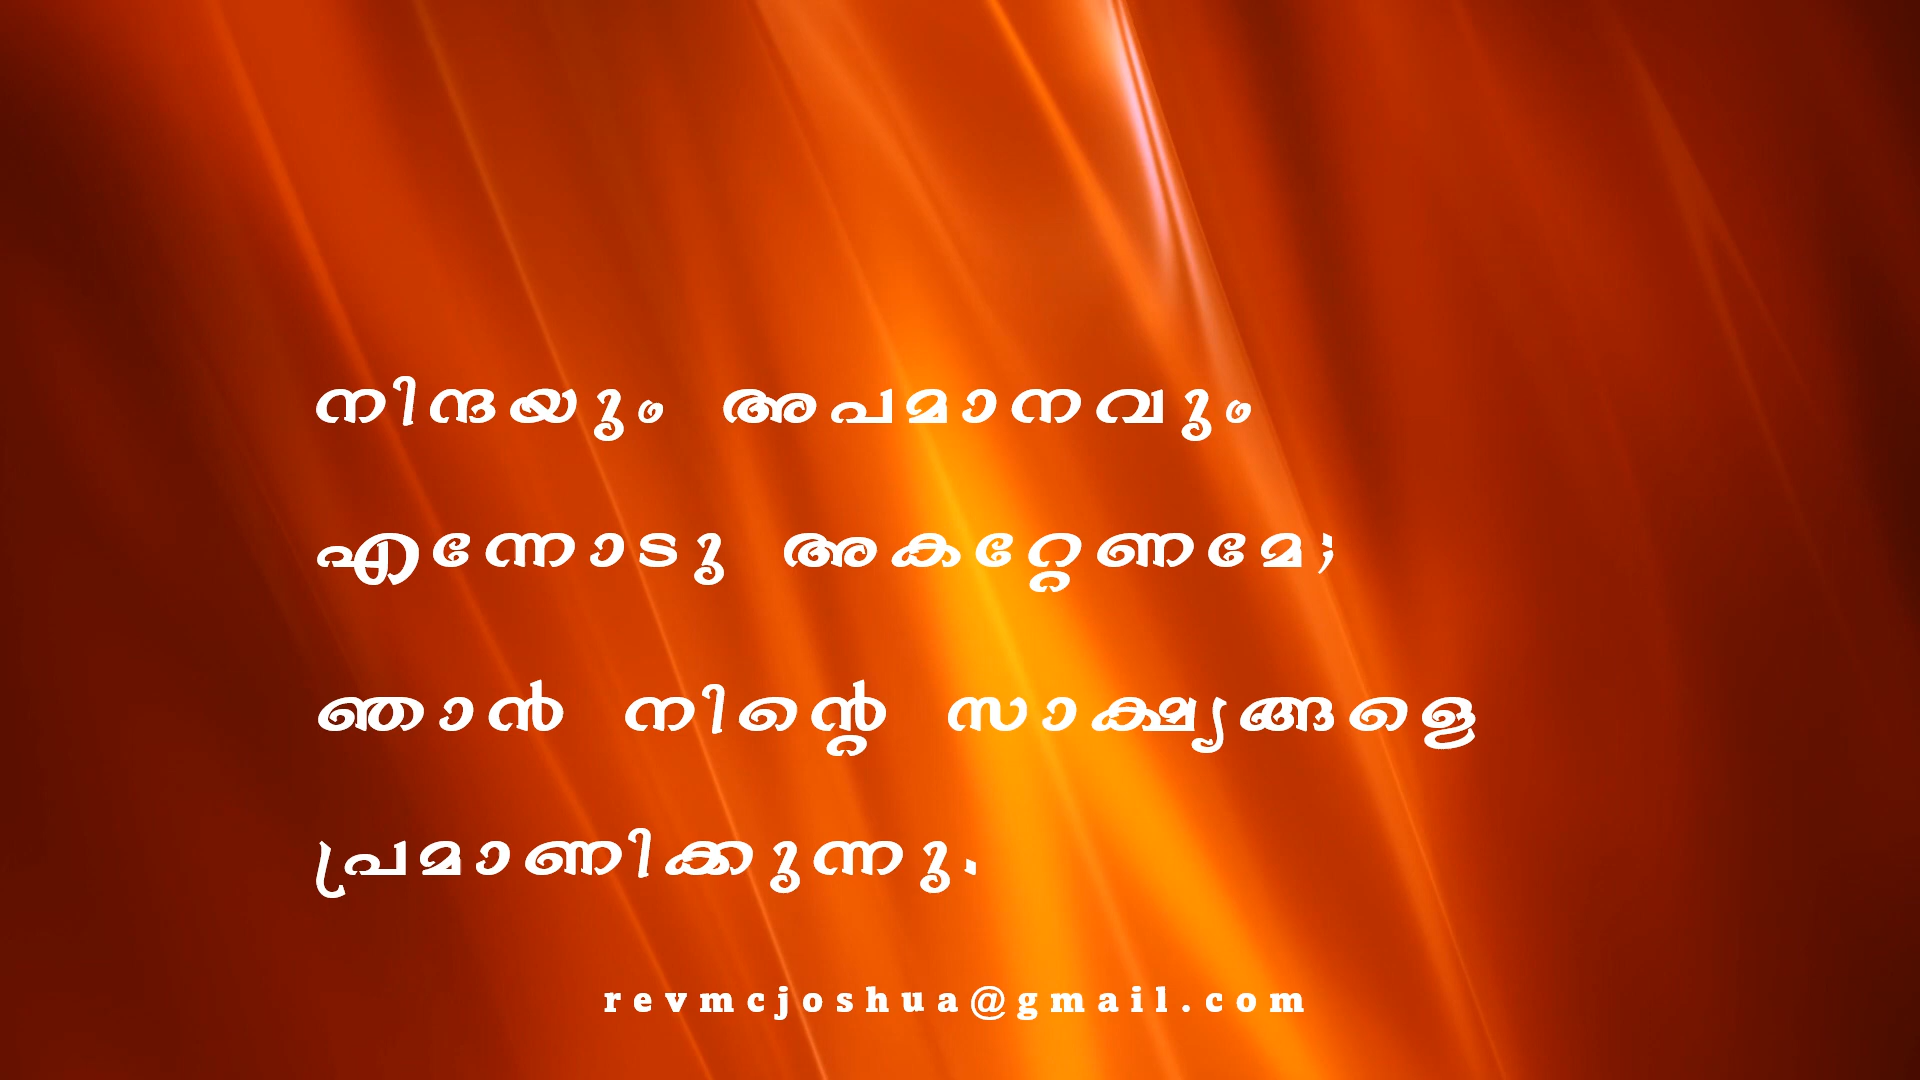 നിന്ദയും അപമാനവും
എന്നോടു അകറ്റേണമേ;
ഞാൻ നിന്റെ സാക്ഷ്യങ്ങളെ
പ്രമാണിക്കുന്നു.
revmcjoshua@gmail.com